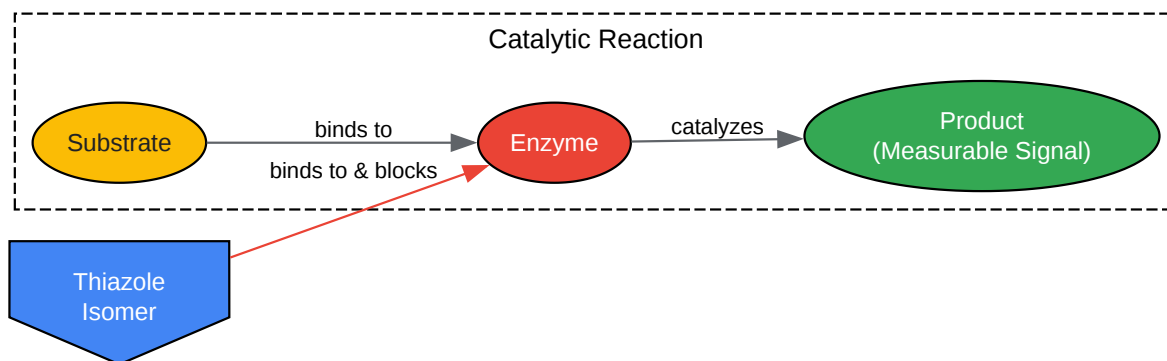 Catalytic Reaction
Substrate
binds to
Enzyme
catalyzes
Product
(Measurable Signal)
binds to & blocks
Thiazole
Isomer